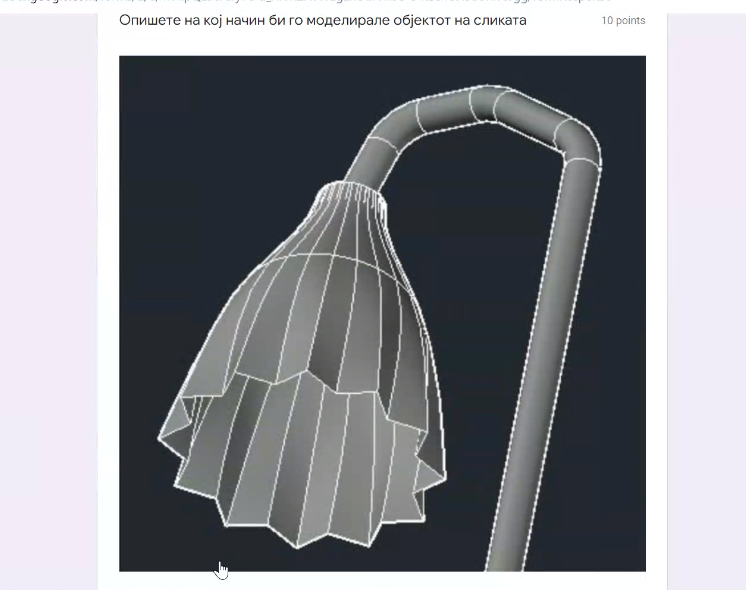 Опишете на кој начин би го моделирале објектот на сликата
10 points